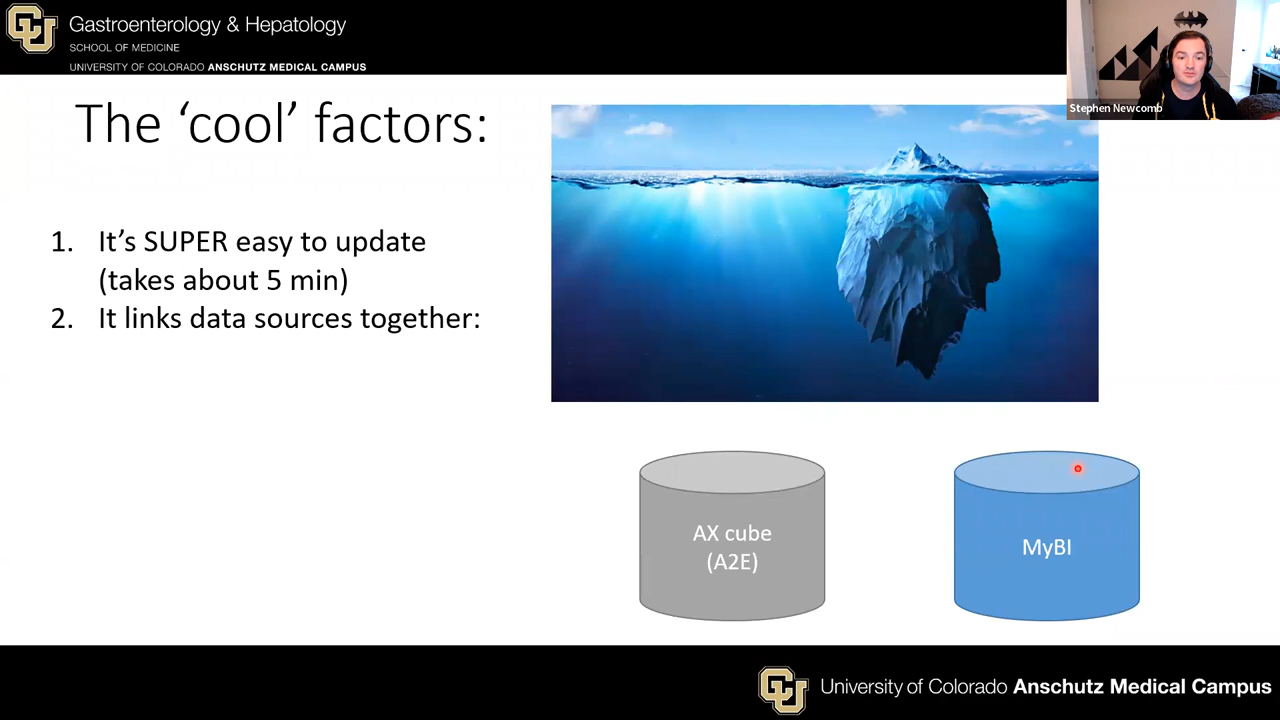 Gastroenterology & Hepatology
SCHOOL OF MEDICINE
UNIVERSITY OF COLORADO ANSCHUTZ MEDICAL CAMPUS
Stephen Newcomb
The ‘cool’ factors:
1. It’s SUPER easy to update
(takes about 5 min)
2. It links data sources together:
AX cube
(A2E)
MyBI
University of Colorado Anschutz Medical Campus